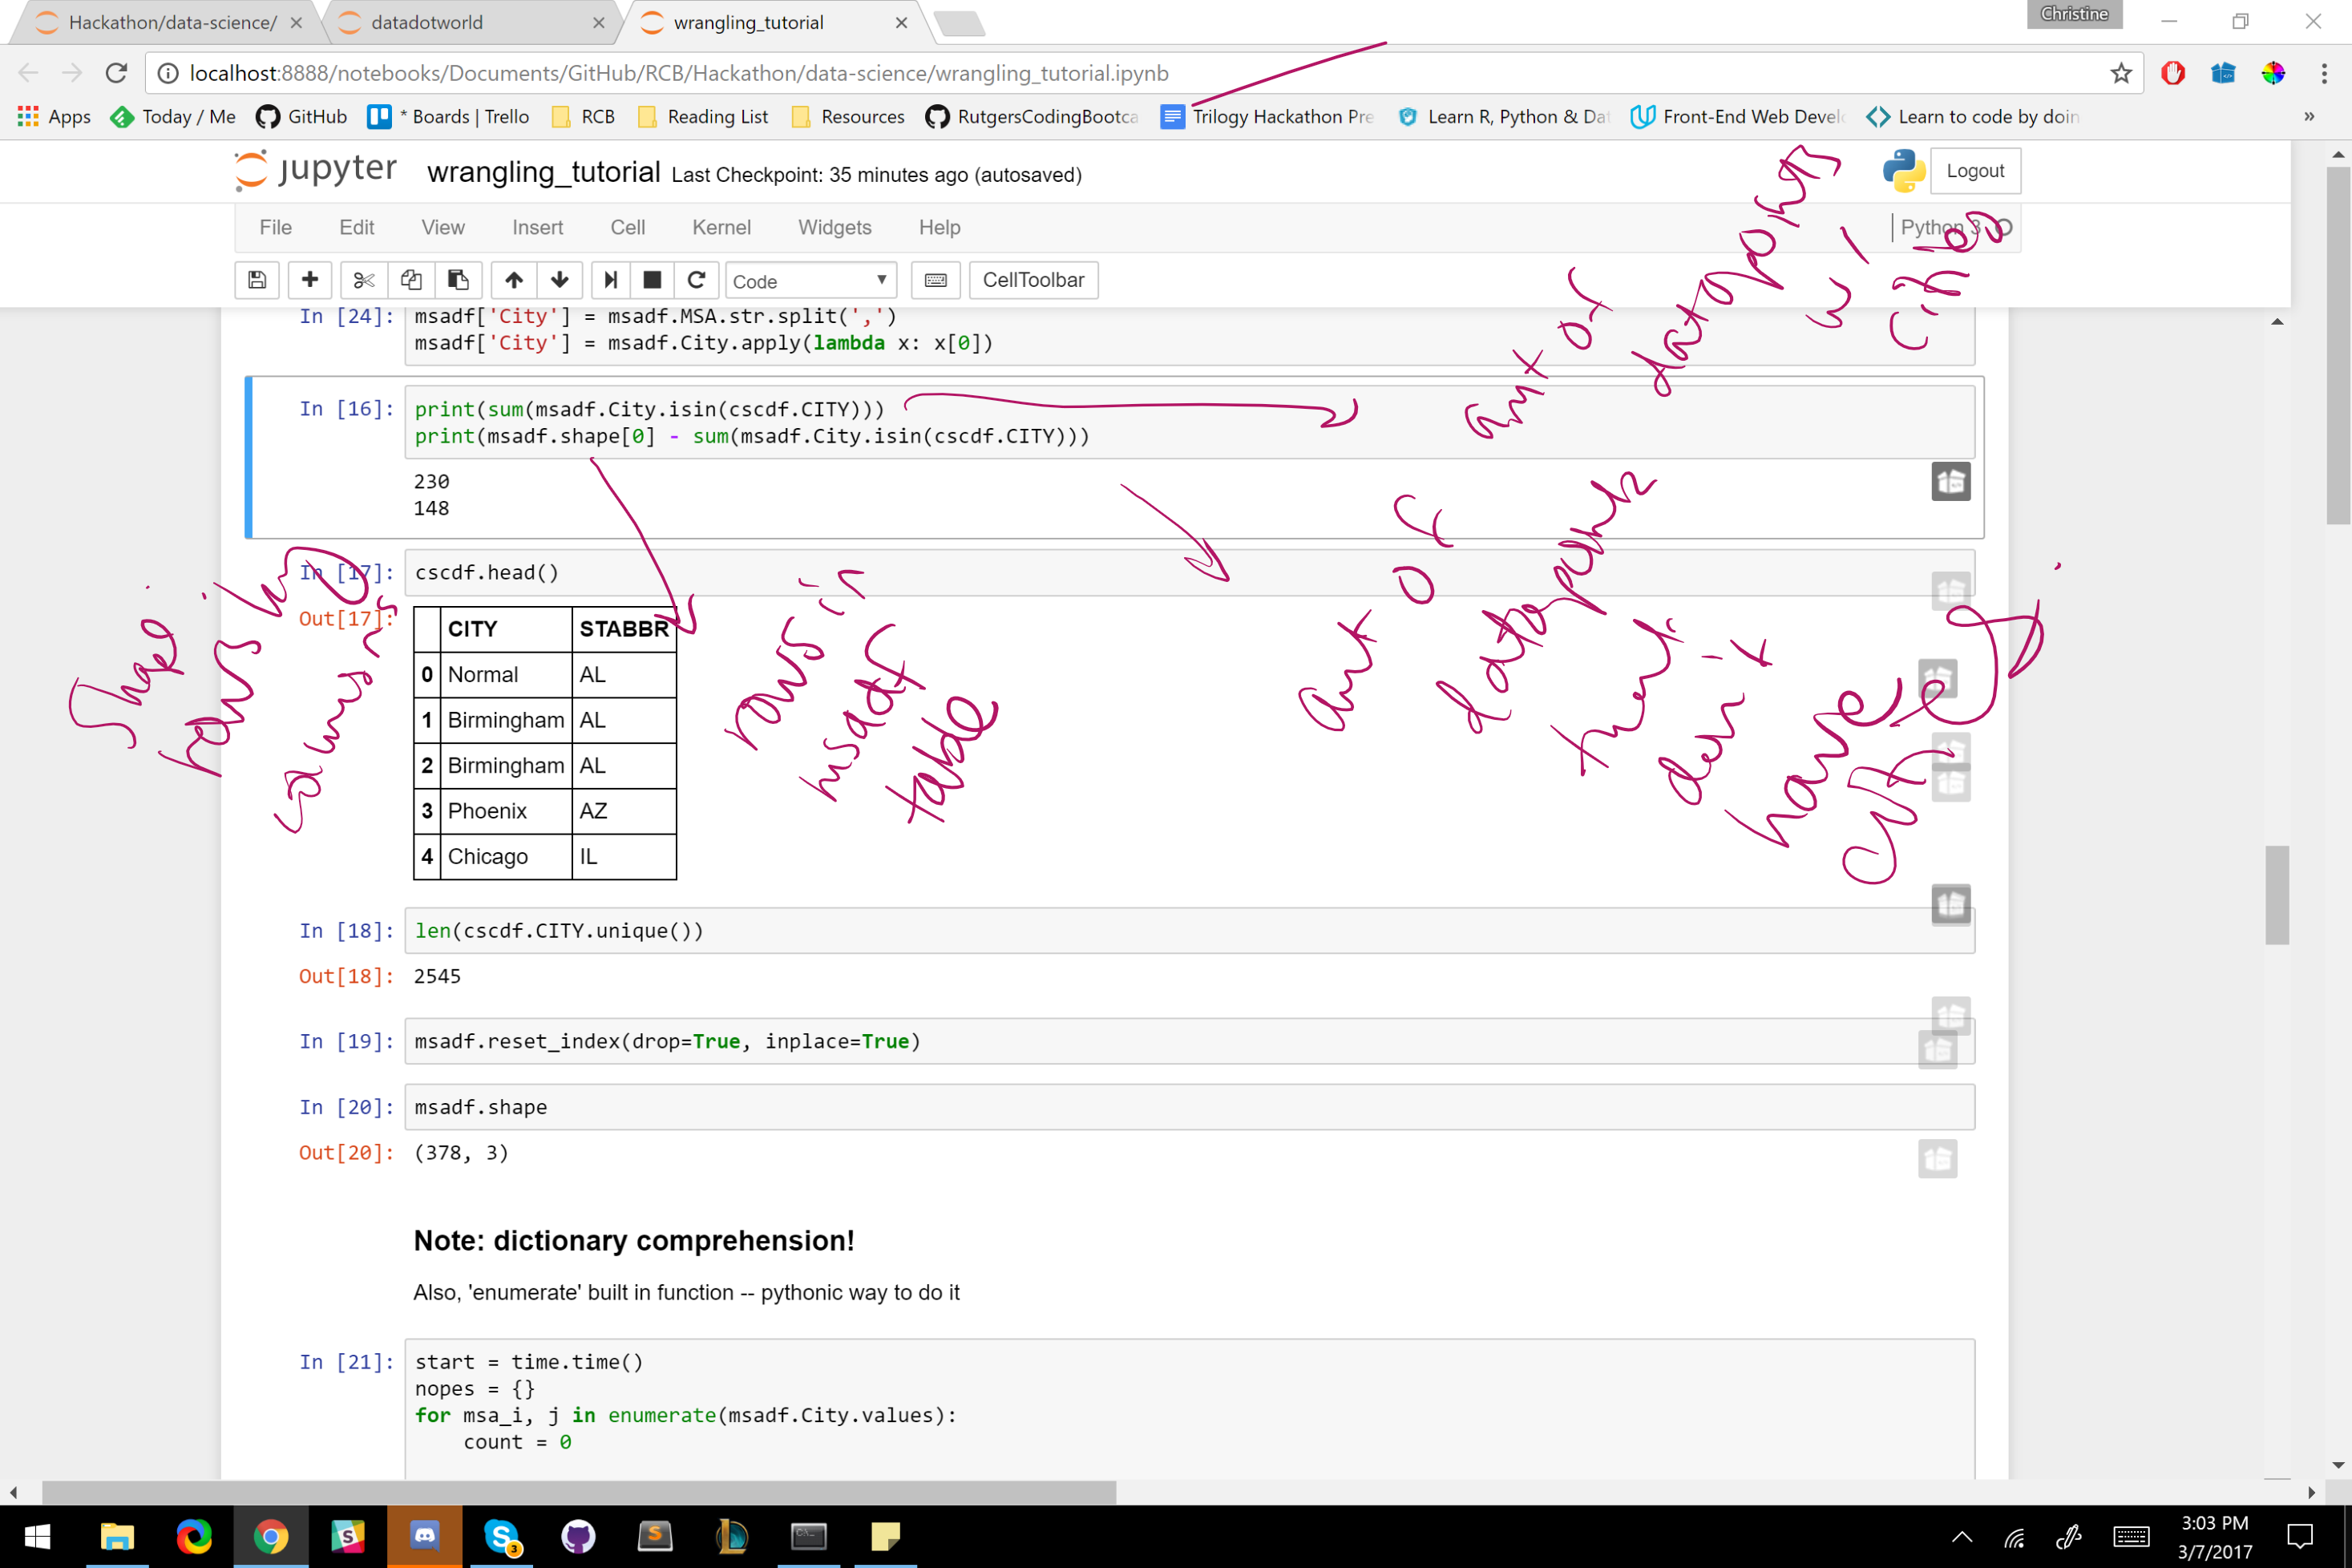 Hackathon/data-science/
datadotworld
wrangling_tutorial
Christine
localhost:8888/notebooks/Documents/GitHub/RCB/Hackathon/data-science/wrangling_tutorial.ipynb
Apps Today / Me GitHub * Boards | Trello RCB Reading List Resources RutgersCodingBootca Trilogy Hackathon Pre Learn R, Python & Dat Front-End Web Develo Learn to code by doin »
jupyter wrangling_tutorial Last Checkpoint: 35 minutes ago (autosaved) Logout
File Edit View Insert Cell Kernel Widgets Help Python 3
Code CellToolbar
In [24]: msadf['City'] = msadf.MSA.str.split(',')
msadf['City'] = msadf.City.apply(lambda x: x[0])
amt of
datapoints
w/
cities
In [16]: print(sum(msadf.City.isin(cscdf.CITY)))
print(msadf.shape[0] - sum(msadf.City.isin(cscdf.CITY)))
230
148
amt of
datapoints
that
don't
have
In [17]: cscdf.head()
Out[17]:
CITY STABBR
0 Normal AL
1 Birmingham AL
2 Birmingham AL
3 Phoenix AZ
4 Chicago IL
Shape
rows in
msadf
table
In [18]: len(cscdf.CITY.unique())
Out[18]: 2545
In [19]: msadf.reset_index(drop=True, inplace=True)
In [20]: msadf.shape
Out[20]: (378, 3)
Note: dictionary comprehension!
Also, 'enumerate' built in function -- pythonic way to do it
In [21]: start = time.time()
nopes = {}
for msa_i, j in enumerate(msadf.City.values):
count = 0
3
3:03 PM
3/7/2017